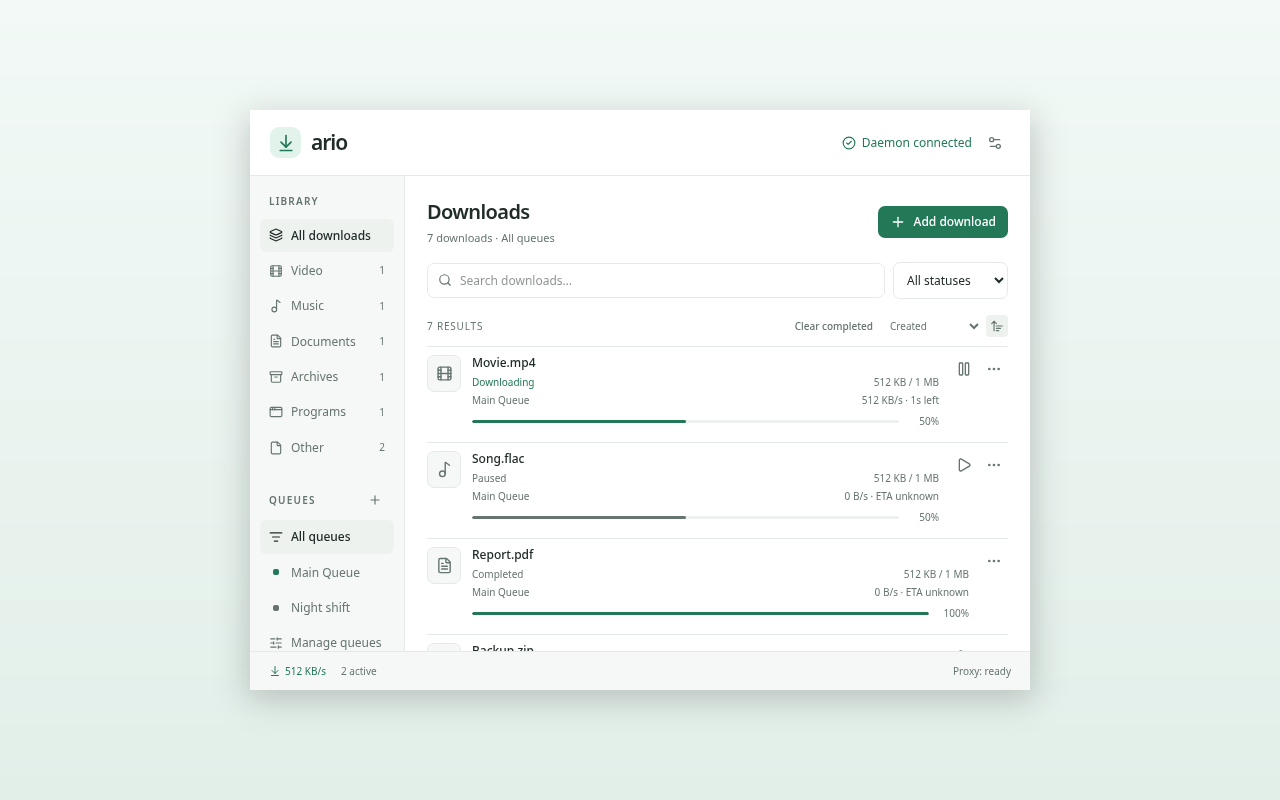 ario
Daemon connected
LIBRARY
All downloads
Video 1
Music 1
Documents 1
Archives 1
Programs 1
Other 2
QUEUES
All queues
Main Queue
Night shift
Manage queues
Downloads
7 downloads · All queues
Add download
Search downloads...
All statuses
7 RESULTS
Clear completed
Created
Movie.mp4
Downloading 512 KB / 1 MB
Main Queue 512 KB/s · 1s left
50%
Song.flac
Paused 512 KB / 1 MB
Main Queue 0 B/s · ETA unknown
50%
Report.pdf
Completed 512 KB / 1 MB
Main Queue 0 B/s · ETA unknown
100%
Backup.zip
512 KB/s 2 active
Proxy: ready